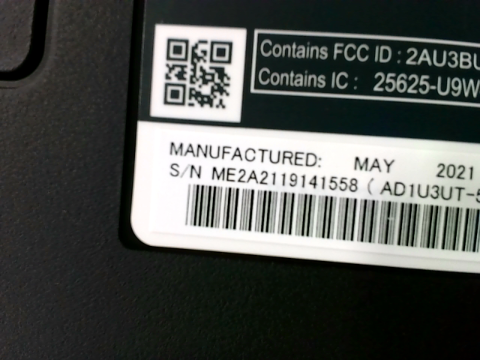 Contains FCC ID : 2AU3BU
Contains IC : 25625-U9W
MANUFACTURED: MAY 2021
S/N ME2A2119141558 ( AD1U3UT-5